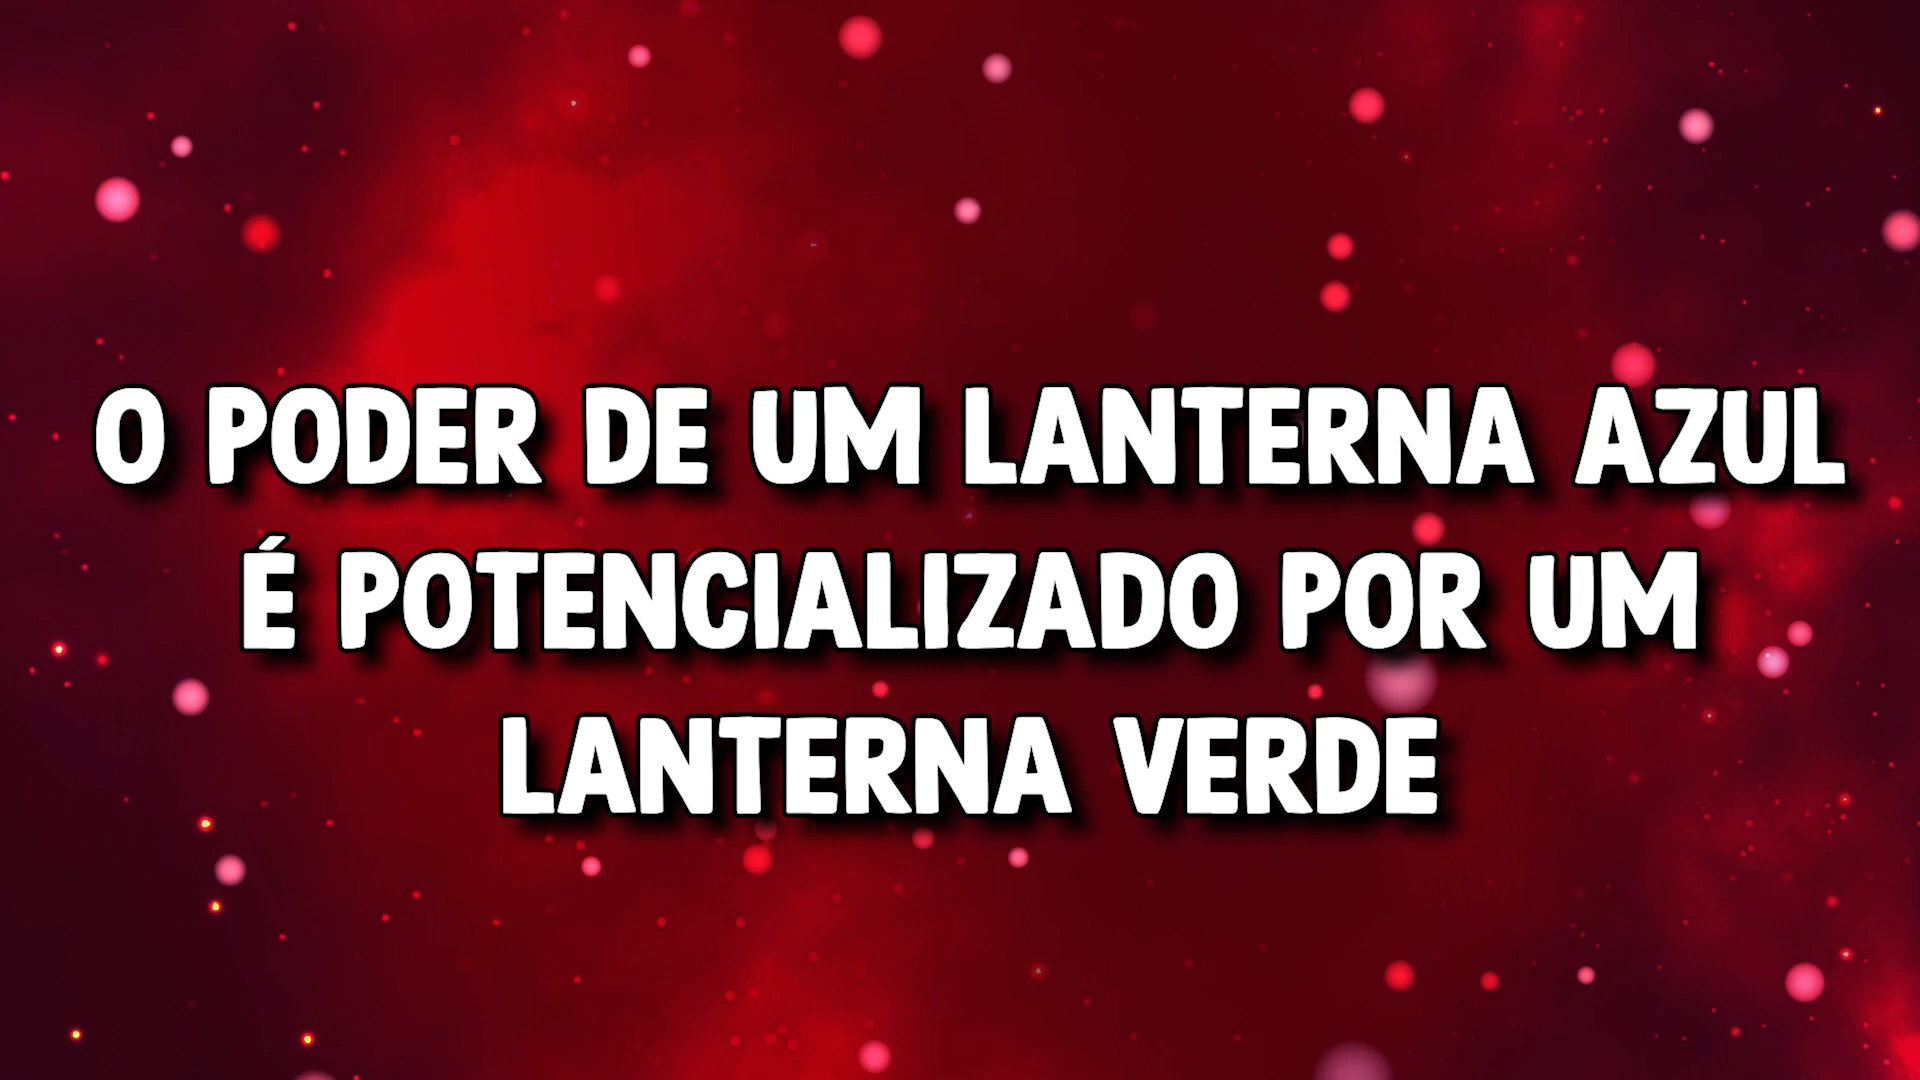 O PODER DE UM LANTERNA AZUL
É POTENCIALIZADO POR UM
LANTERNA VERDE